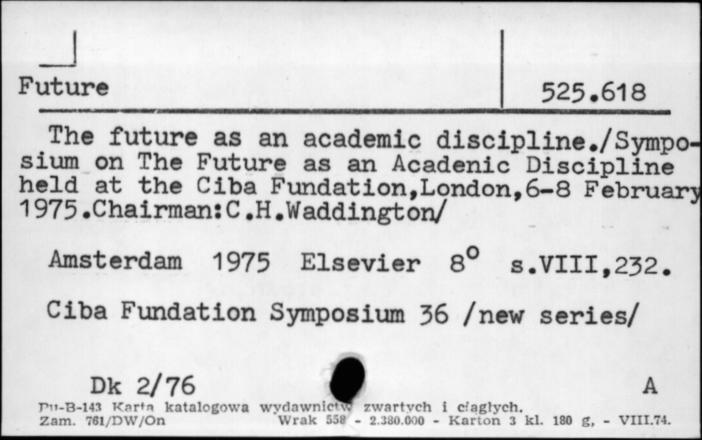 Future 525.618
The future as an academic discipline./Sympo-
sium on The Future as an Acadenic Discipline
held at the Ciba Fundation,London,6-8 February
1975.Chairman:C.H.Waddington/
Amsterdam 1975 Elsevier 8° s.VIII,232.
Ciba Fundation Symposium 36 /new series/
Dk 2/76 A
Pu-B-143 Karta katalogowa wydawnictw zwartych i ciągłych.
Zam. 761/DW/On Wrak 558 - 2.380.000 - Karton 3 kl. 180 g, - VIII.74.